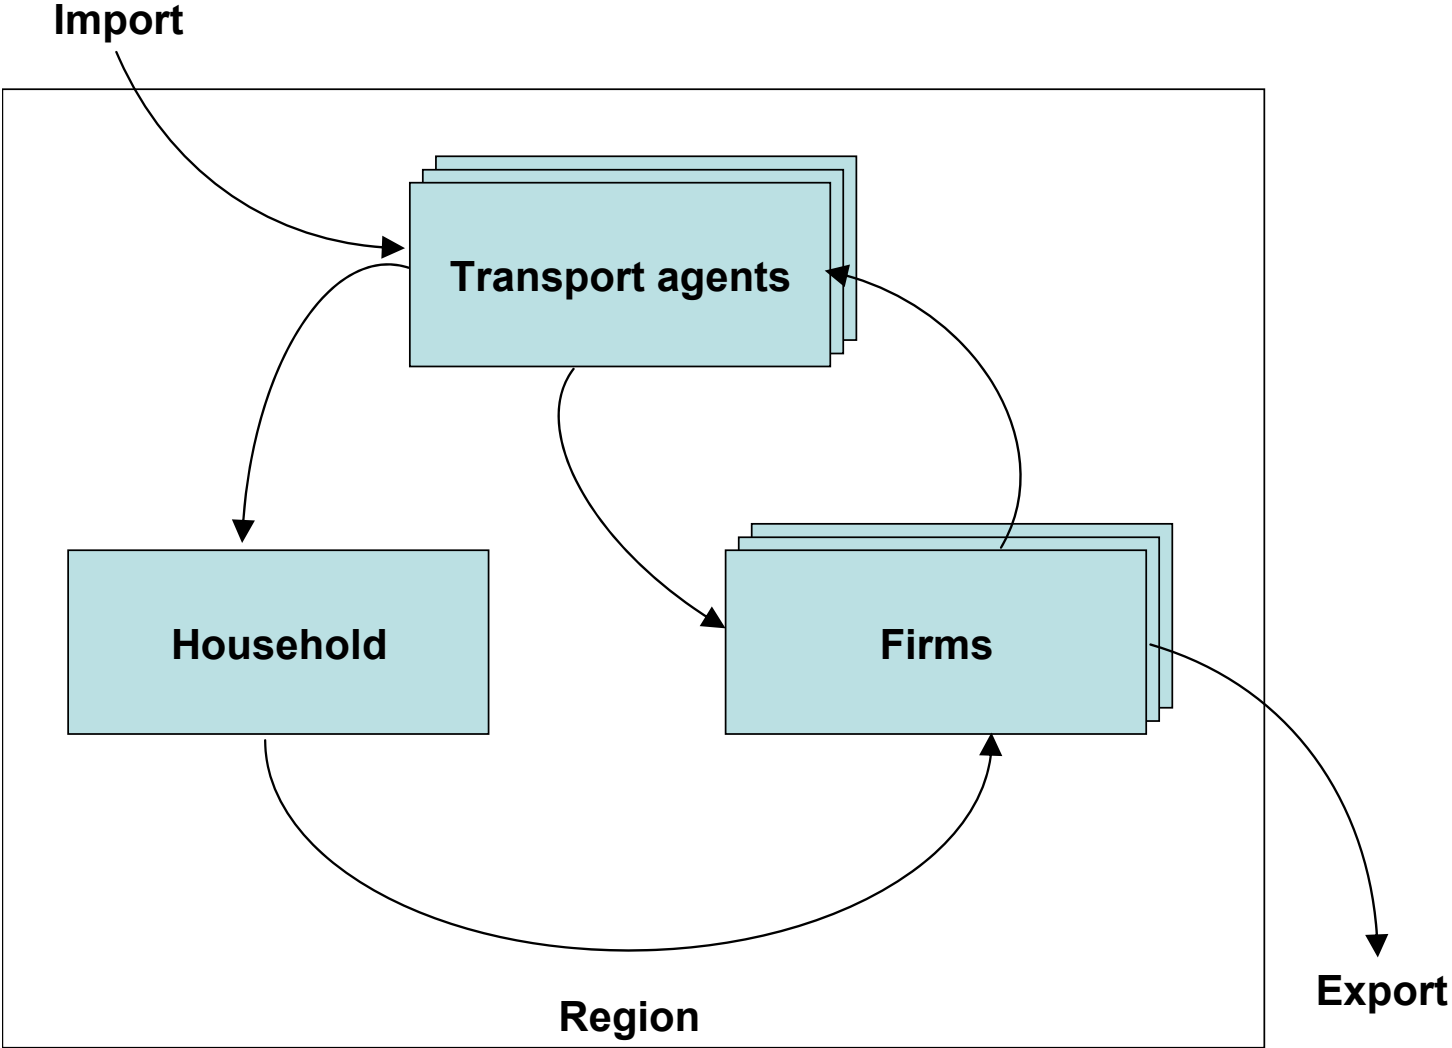 Import
Transport agents
Household
Firms
Export
Region